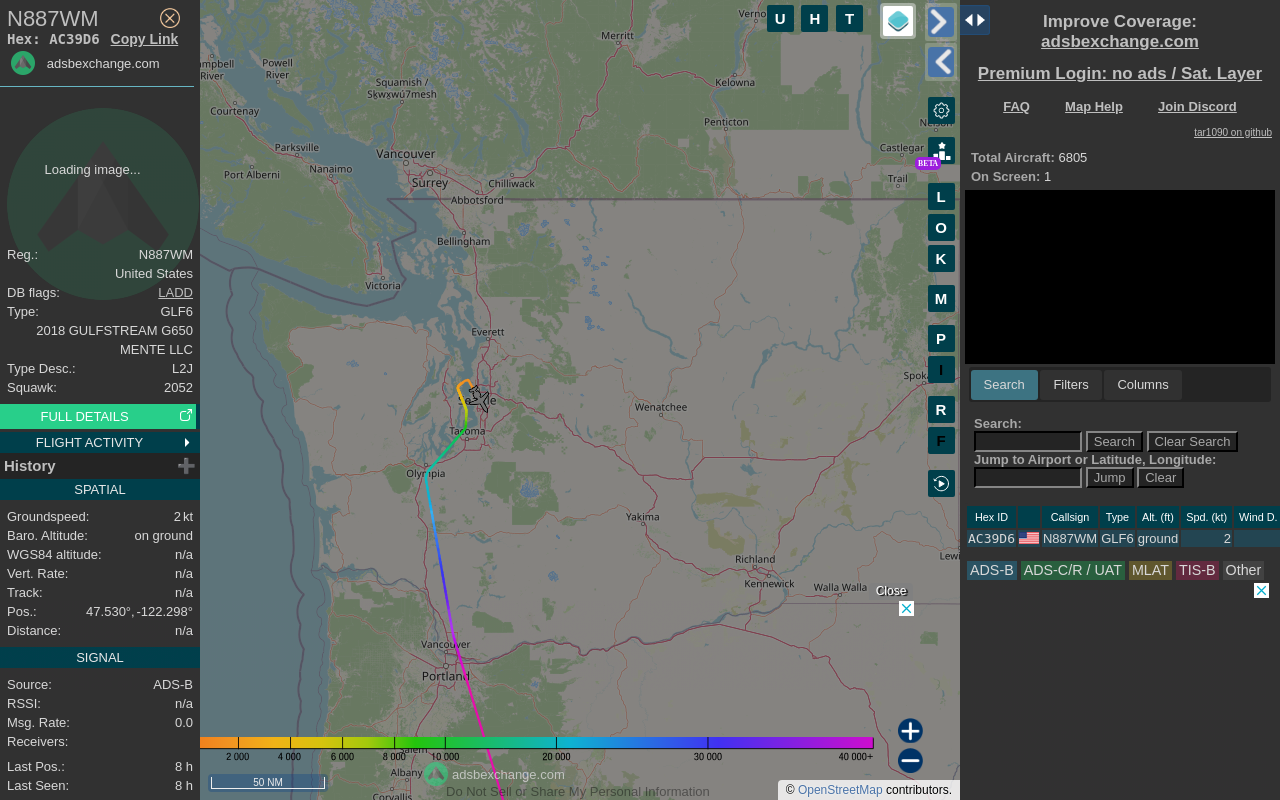 N887WM
Hex: AC39D6 Copy Link
adsbexchange.com
Loading image...
Reg.: N887WM
United States
DB flags: LADD
Type: GLF6
2018 GULFSTREAM G650
MENTE LLC
Type Desc.: L2J
Squawk: 2052
FULL DETAILS
FLIGHT ACTIVITY
History
SPATIAL
Groundspeed: 2 kt
Baro. Altitude: on ground
WGS84 altitude: n/a
Vert. Rate: n/a
Track: n/a
Pos.: 47.530°, -122.298°
Distance: n/a
SIGNAL
Source: ADS-B
RSSI: n/a
Msg. Rate: 0.0
Receivers:
Last Pos.: 8 h
Last Seen: 8 h
Merritt
Powell
River
River
Squamish /
Sḵwx̱wú7mesh
Kelowna
Courtenay
Penticton
Parksville
Vancouver
Castlegar
Nanaimo
Port Alberni
Surrey
Chilliwack
Trail
Abbotsford
Bellingham
Victoria
Everett
Wenatchee
Tacoma
Olympia
Yakima
Richland
Kennewick
Walla Walla
Vancouver
Portland
Salem
Albany
Corvallis
U H T
BETA
L
O
K
M
P
I
R
F
Close
2 000 4 000 6 000 8 000 10 000 20 000 30 000 40 000+
50 NM
adsbexchange.com
Do Not Sell or Share My Personal Information
© OpenStreetMap contributors.
Improve Coverage:
adsbexchange.com
Premium Login: no ads / Sat. Layer
FAQ Map Help Join Discord
tar1090 on github
Total Aircraft: 6805
On Screen: 1
Search Filters Columns
Search:
Search Clear Search
Jump to Airport or Latitude, Longitude:
Jump Clear
Hex ID Callsign Type Alt. (ft) Spd. (kt) Wind D.
AC39D6 N887WM GLF6 ground 2
ADS-B ADS-C/R / UAT MLAT TIS-B Other